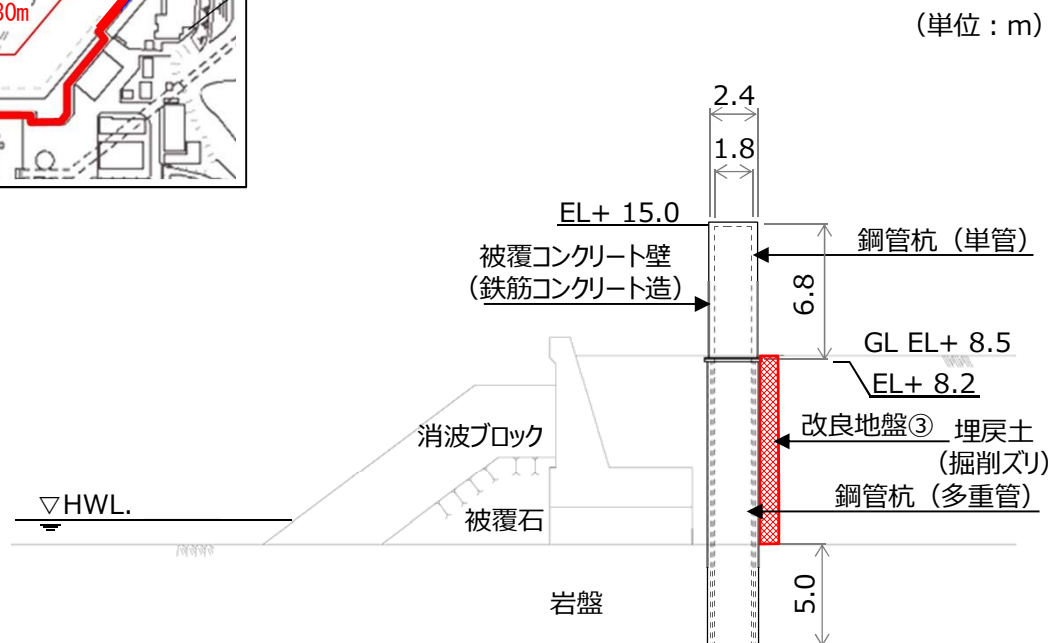 30m
（単位：m）
2.4
1.8
EL+ 15.0
被覆コンクリート壁
（鉄筋コンクリート造）
鋼管杭（単管）
6.8
GL EL+ 8.5
EL+ 8.2
消波ブロック
改良地盤③
埋戻土
（掘削ズリ）
鋼管杭（多重管）
▽HWL.
被覆石
岩盤
5.0